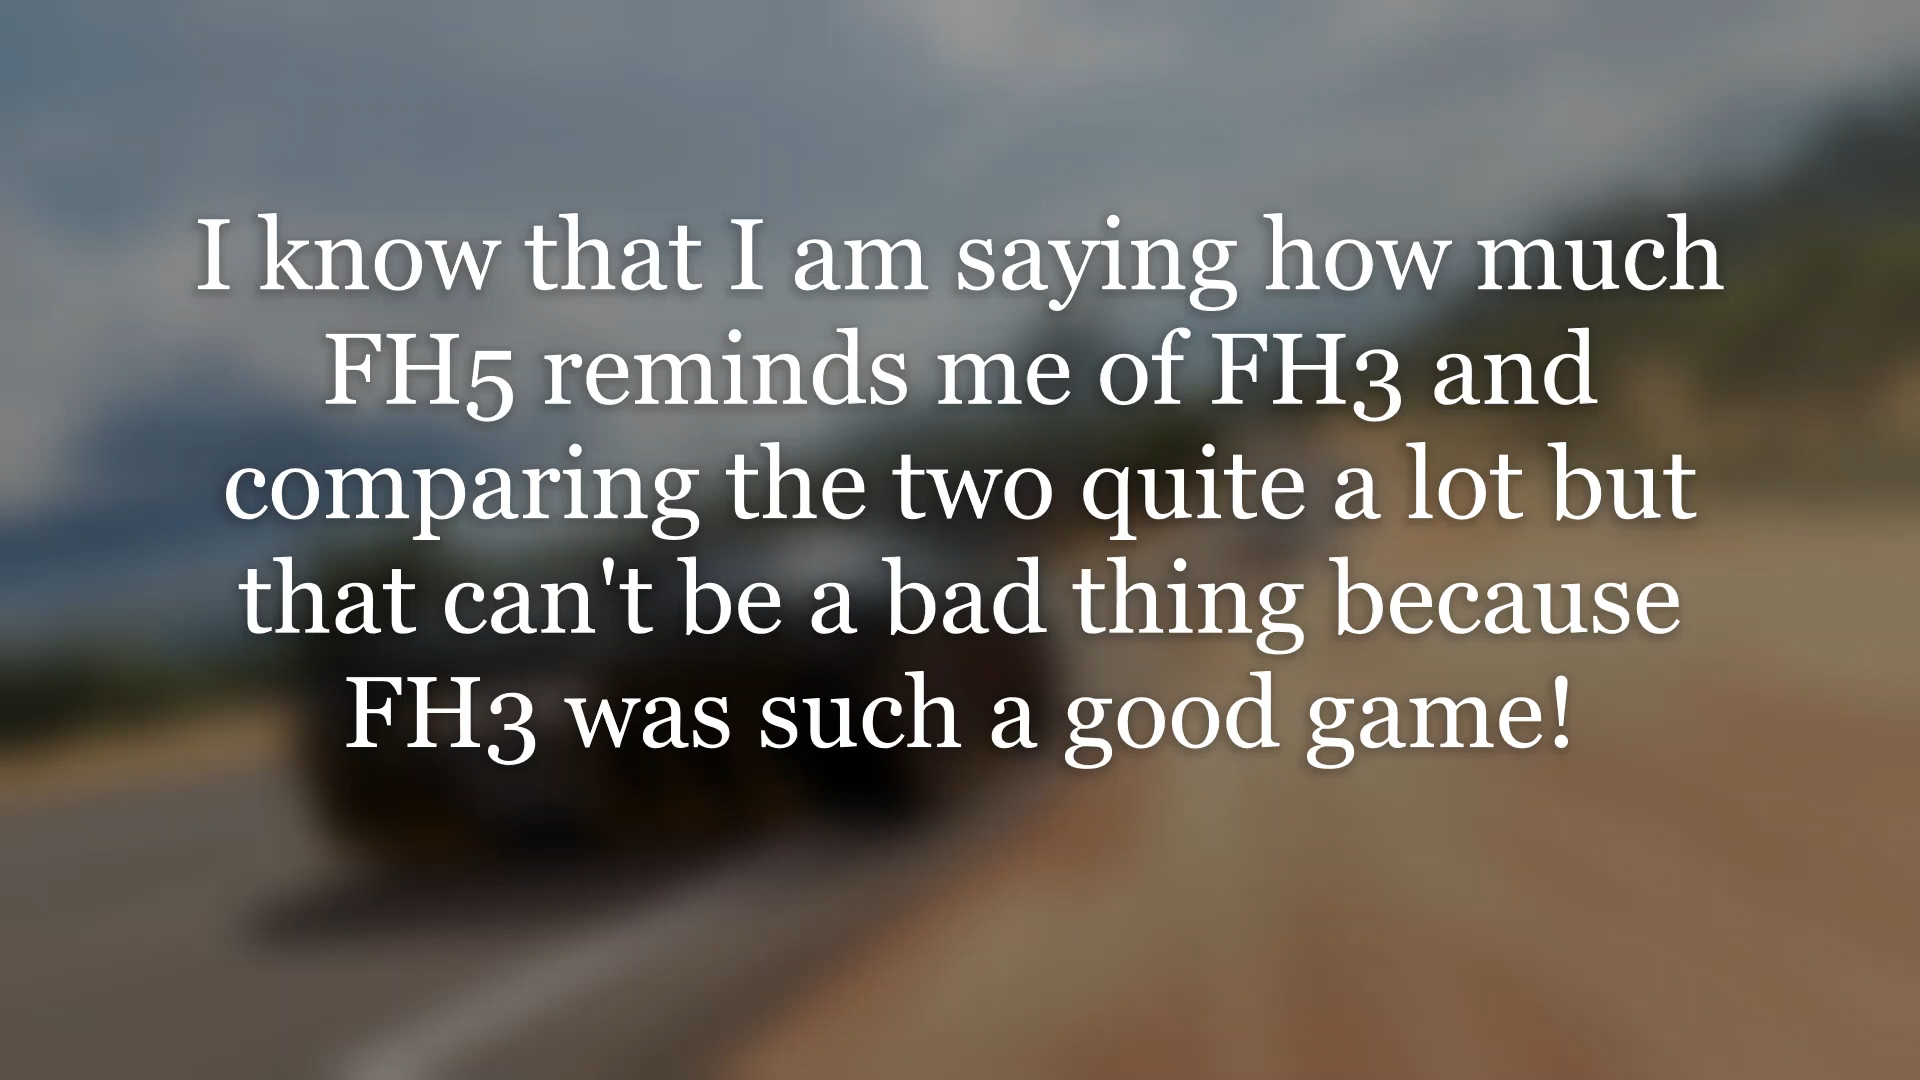 I know that I am saying how much
FH5 reminds me of FH3 and
comparing the two quite a lot but
that can't be a bad thing because
FH3 was such a good game!